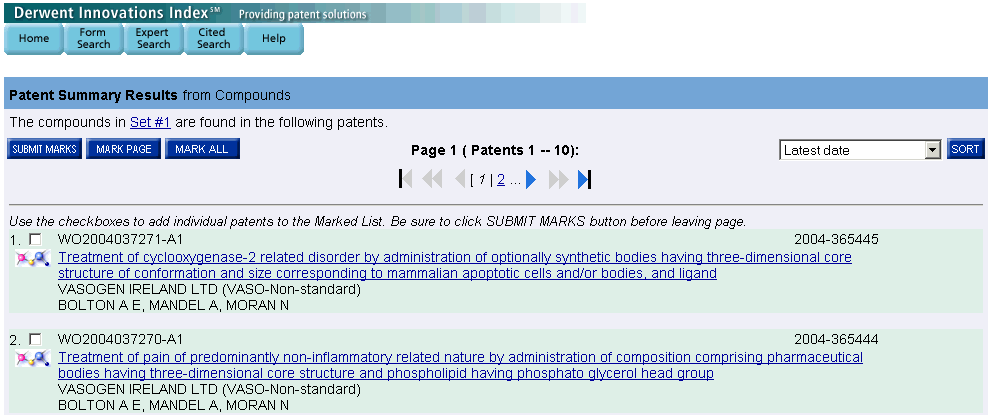 Derwent Innovations Index℠ Providing patent solutions
Home Form Search Expert Search Cited Search Help
Patent Summary Results from Compounds
The compounds in Set #1 are found in the following patents.
SUBMIT MARKS MARK PAGE MARK ALL Page 1 ( Patents 1 -- 10): Latest date SORT
[ 1 | 2 ...
Use the checkboxes to add individual patents to the Marked List. Be sure to click SUBMIT MARKS button before leaving page.
1. WO2004037271-A1 2004-365445
Treatment of cyclooxygenase-2 related disorder by administration of optionally synthetic bodies having three-dimensional core
structure of conformation and size corresponding to mammalian apoptotic cells and/or bodies, and ligand
VASOGEN IRELAND LTD (VASO-Non-standard)
BOLTON A E, MANDEL A, MORAN N
2. WO2004037270-A1 2004-365444
Treatment of pain of predominantly non-inflammatory related nature by administration of composition comprising pharmaceutical
bodies having three-dimensional core structure and phospholipid having phosphato glycerol head group
VASOGEN IRELAND LTD (VASO-Non-standard)
BOLTON A E, MANDEL A, MORAN N